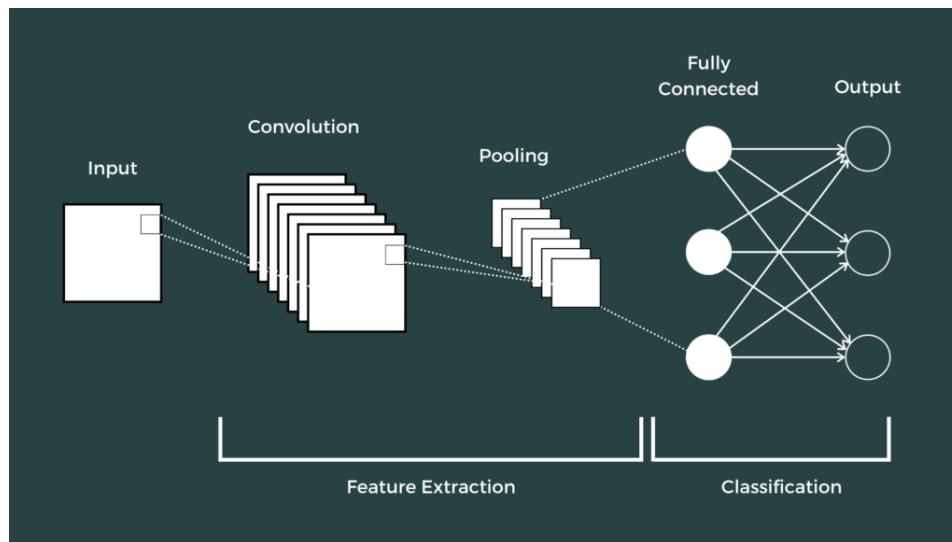 Input
Convolution
Pooling
Fully
Connected
Output
Feature Extraction
Classification